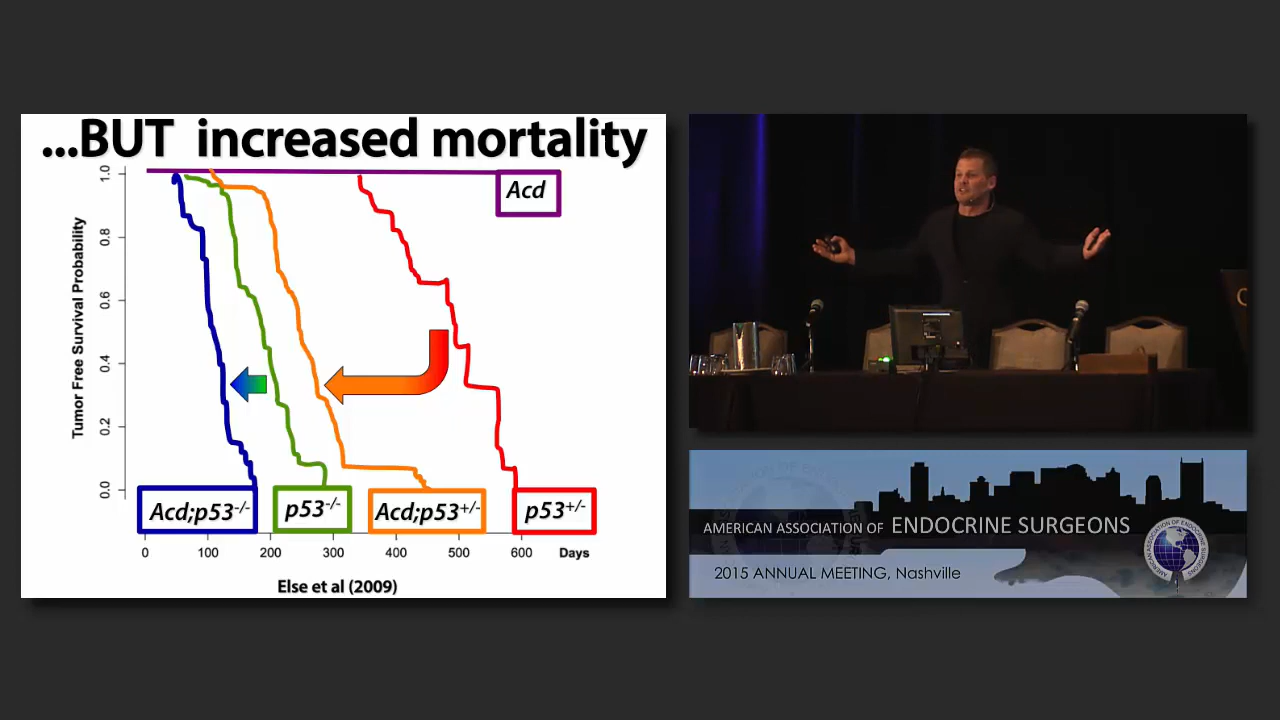 ...BUT increased mortality
Acd
Tumor Free Survival Probability
1.0
0.8
0.6
0.4
0.2
0.0
Acd;p53-/-
p53-/-
Acd;p53+/-
p53+/-
0 100 200 300 400 500 600 Days
Else et al (2009)
AMERICAN ASSOCIATION OF ENDOCRINE SURGEONS
2015 ANNUAL MEETING, Nashville